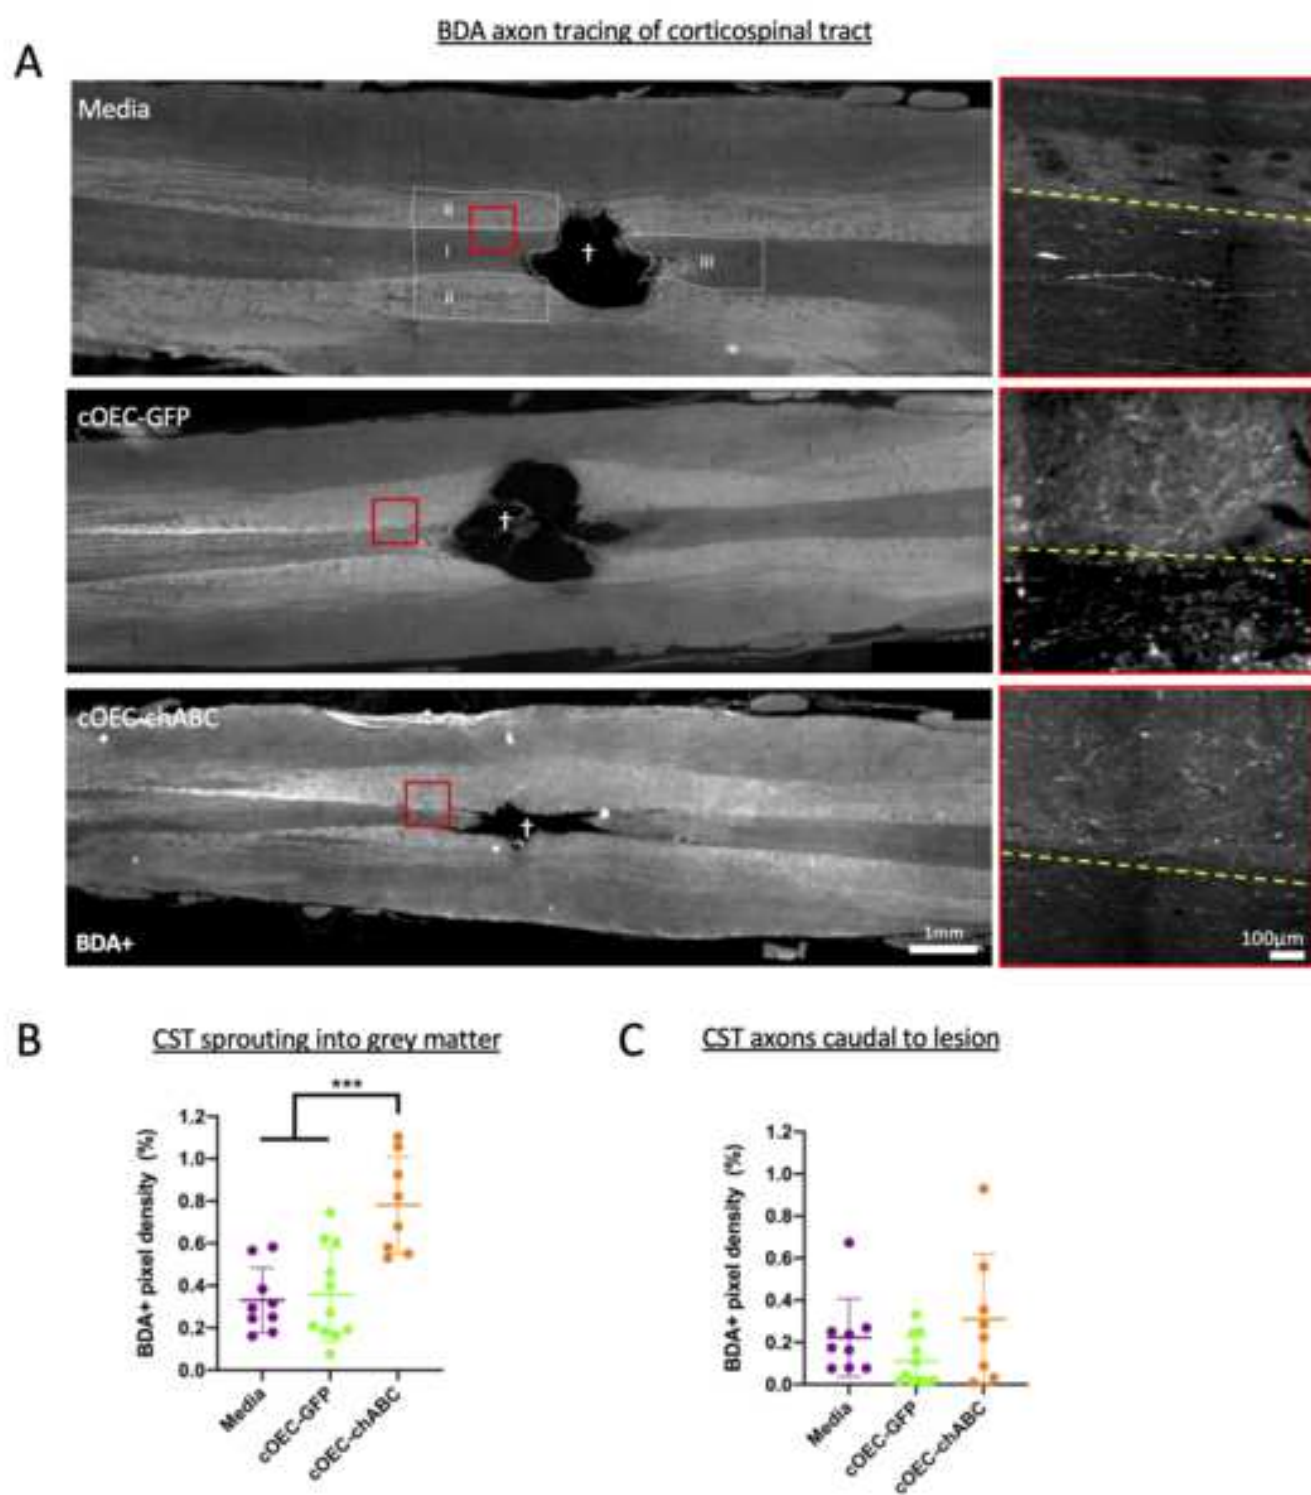 BDA axon tracing of corticospinal tract
A
Media
II
I
II
†
III
cOEC-GFP
†
cOEC-chABC
†
BDA+
1mm
100μm
B
CST sprouting into grey matter
***
BDA+ pixel density (%)
1.2
1.0
0.8
0.6
0.4
0.2
0.0
Media
cOEC-GFP
cOEC-chABC
C
CST axons caudal to lesion
BDA+ pixel density (%)
1.2
1.0
0.8
0.6
0.4
0.2
0.0
Media
cOEC-GFP
cOEC-chABC